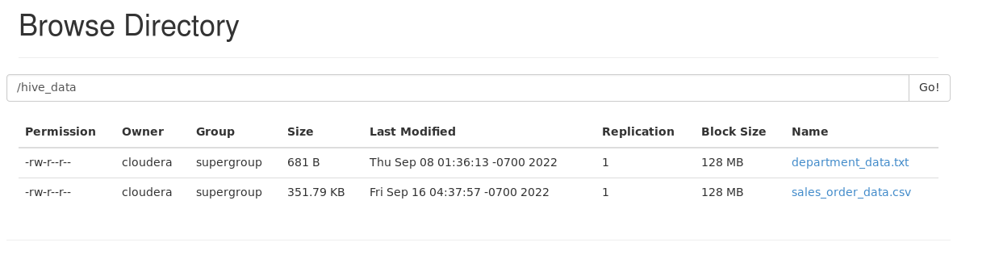 Browse Directory
/hive_data Go!
Permission Owner Group Size Last Modified Replication Block Size Name
-rw-r--r-- cloudera supergroup 681 B Thu Sep 08 01:36:13 -0700 2022 1 128 MB department_data.txt
-rw-r--r-- cloudera supergroup 351.79 KB Fri Sep 16 04:37:57 -0700 2022 1 128 MB sales_order_data.csv